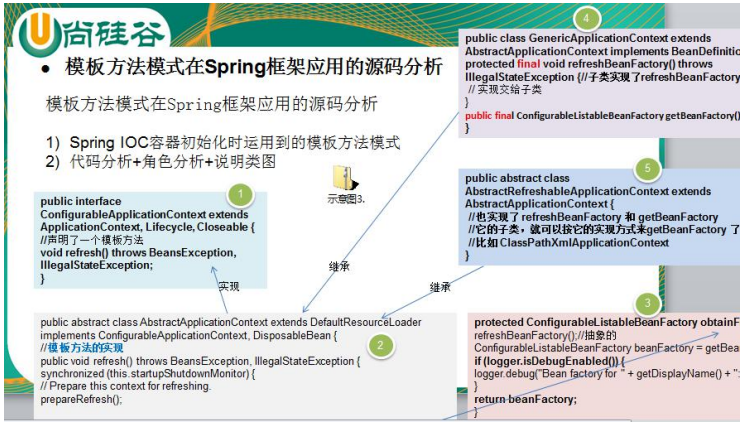 尚硅谷
模板方法模式在Spring框架应用的源码分析
模板方法模式在Spring框架应用的源码分析
1) Spring IOC容器初始化时运用到的模板方法模式
2) 代码分析+角色分析+说明类图
示意图3.
1
public interface
ConfigurableApplicationContext extends
ApplicationContext, Lifecycle, Closeable {
//声明了一个模板方法
void refresh() throws BeansException,
IllegalStateException;
}
实现
继承
继承
public abstract class AbstractApplicationContext extends DefaultResourceLoader
implements ConfigurableApplicationContext, DisposableBean {
//模板方法的实现
public void refresh() throws BeansException, IllegalStateException {
synchronized (this.startupShutdownMonitor) {
// Prepare this context for refreshing.
prepareRefresh();
2
4
public class GenericApplicationContext extends
AbstractApplicationContext implements BeanDefinitio
protected final void refreshBeanFactory() throws
IllegalStateException {//子类实现了refreshBeanFactory
// 实现交给子类
}
public final ConfigurableListableBeanFactory getBeanFactory()
}
5
public abstract class
AbstractRefreshableApplicationContext extends
AbstractApplicationContext {
//也实现了 refreshBeanFactory 和 getBeanFactory
//它的子类，就可以按它的实现方式来getBeanFactory 了
//比如 ClassPathXmlApplicationContext
}
3
protected ConfigurableListableBeanFactory obtainF
refreshBeanFactory();//抽象的
ConfigurableListableBeanFactory beanFactory = getBea
if (logger.isDebugEnabled()) {
logger.debug("Bean factory for " + getDisplayName() + ":
}
return beanFactory;
}